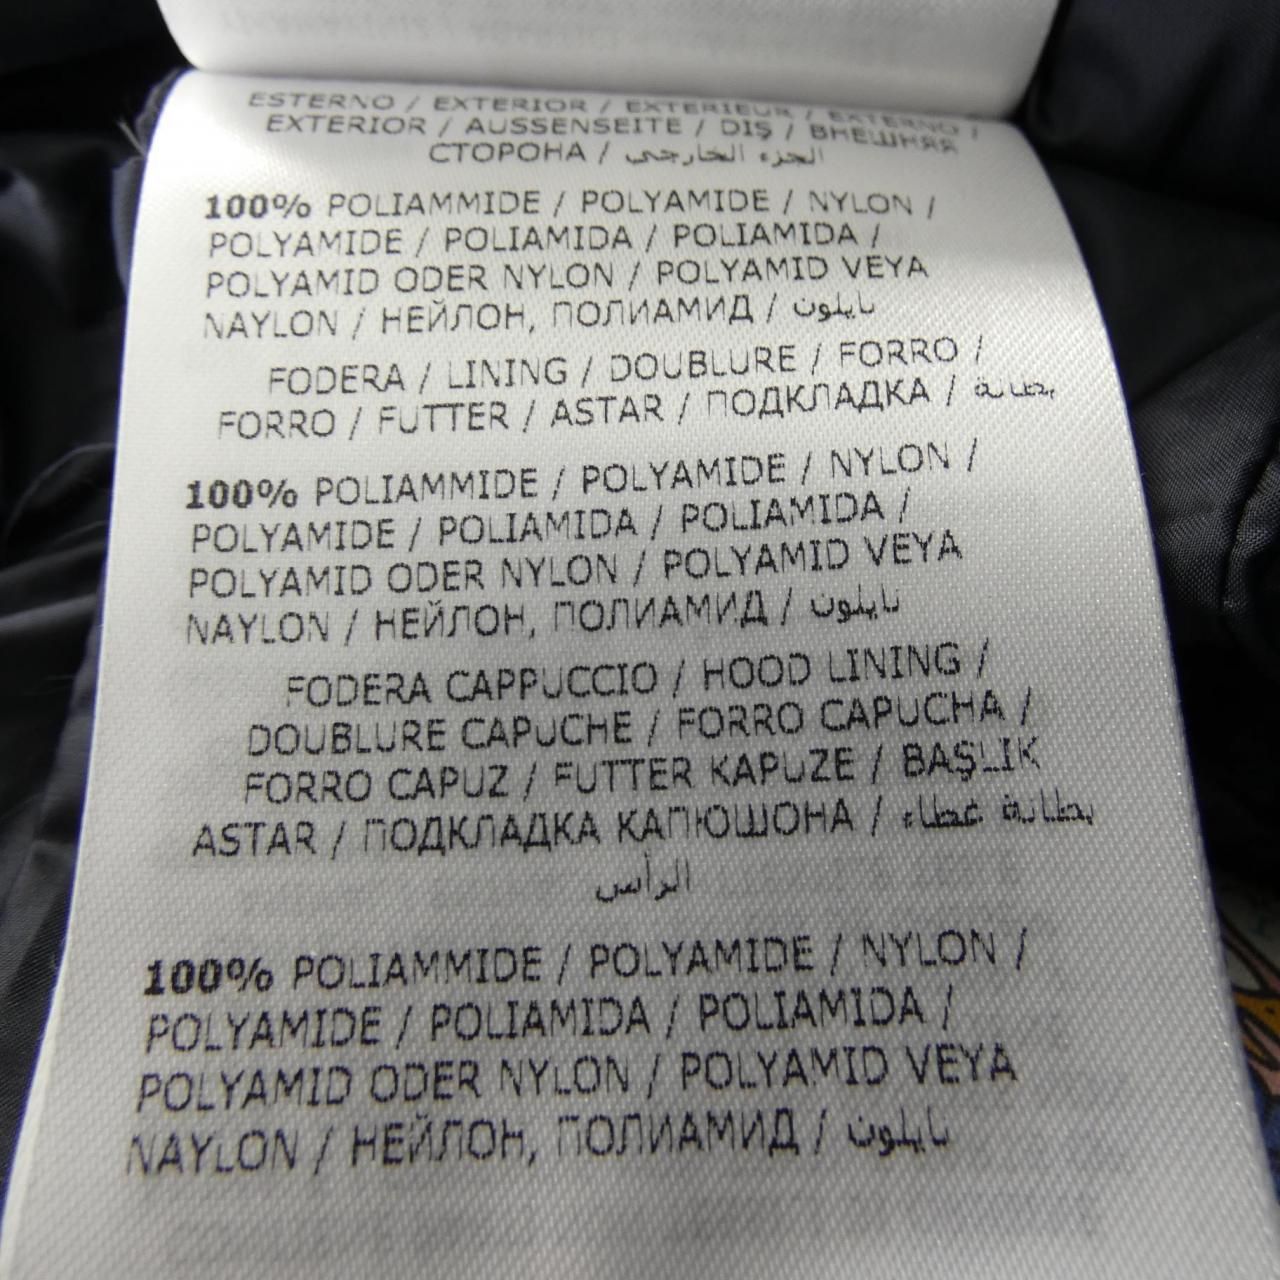 ESTERNO / EXTERIOR / EXTERIEUR / EXTERNO /
EXTERIOR / AUSSENSEITE / DIŞ / ВНЕШНЯЯ
СТОРОНА / الجزء الخارجي
100% POLIAMMIDE / POLYAMIDE / NYLON /
POLYAMIDE / POLIAMIDA / POLIAMIDA /
POLYAMID ODER NYLON / POLYAMID VEYA
NAYLON / НЕЙЛОН, ПОЛИАМИД / نايلون
FODERA / LINING / DOUBLURE / FORRO /
FORRO / FUTTER / ASTAR / ПОДКЛАДКА / بطانة
100% POLIAMMIDE / POLYAMIDE / NYLON /
POLYAMIDE / POLIAMIDA / POLIAMIDA /
POLYAMID ODER NYLON / POLYAMID VEYA
NAYLON / НЕЙЛОН, ПОЛИАМИД / نايلون
FODERA CAPPUCCIO / HOOD LINING /
DOUBLURE CAPUCHE / FORRO CAPUCHA /
FORRO CAPUZ / FUTTER KAPUZE / BAŞLIK
ASTAR / ПОДКЛАДКА КАПЮШОНА / بطانة غطاء
الرأس
100% POLIAMMIDE / POLYAMIDE / NYLON /
POLYAMIDE / POLIAMIDA / POLIAMIDA /
POLYAMID ODER NYLON / POLYAMID VEYA
NAYLON / НЕЙЛОН, ПОЛИАМИД / نايلون